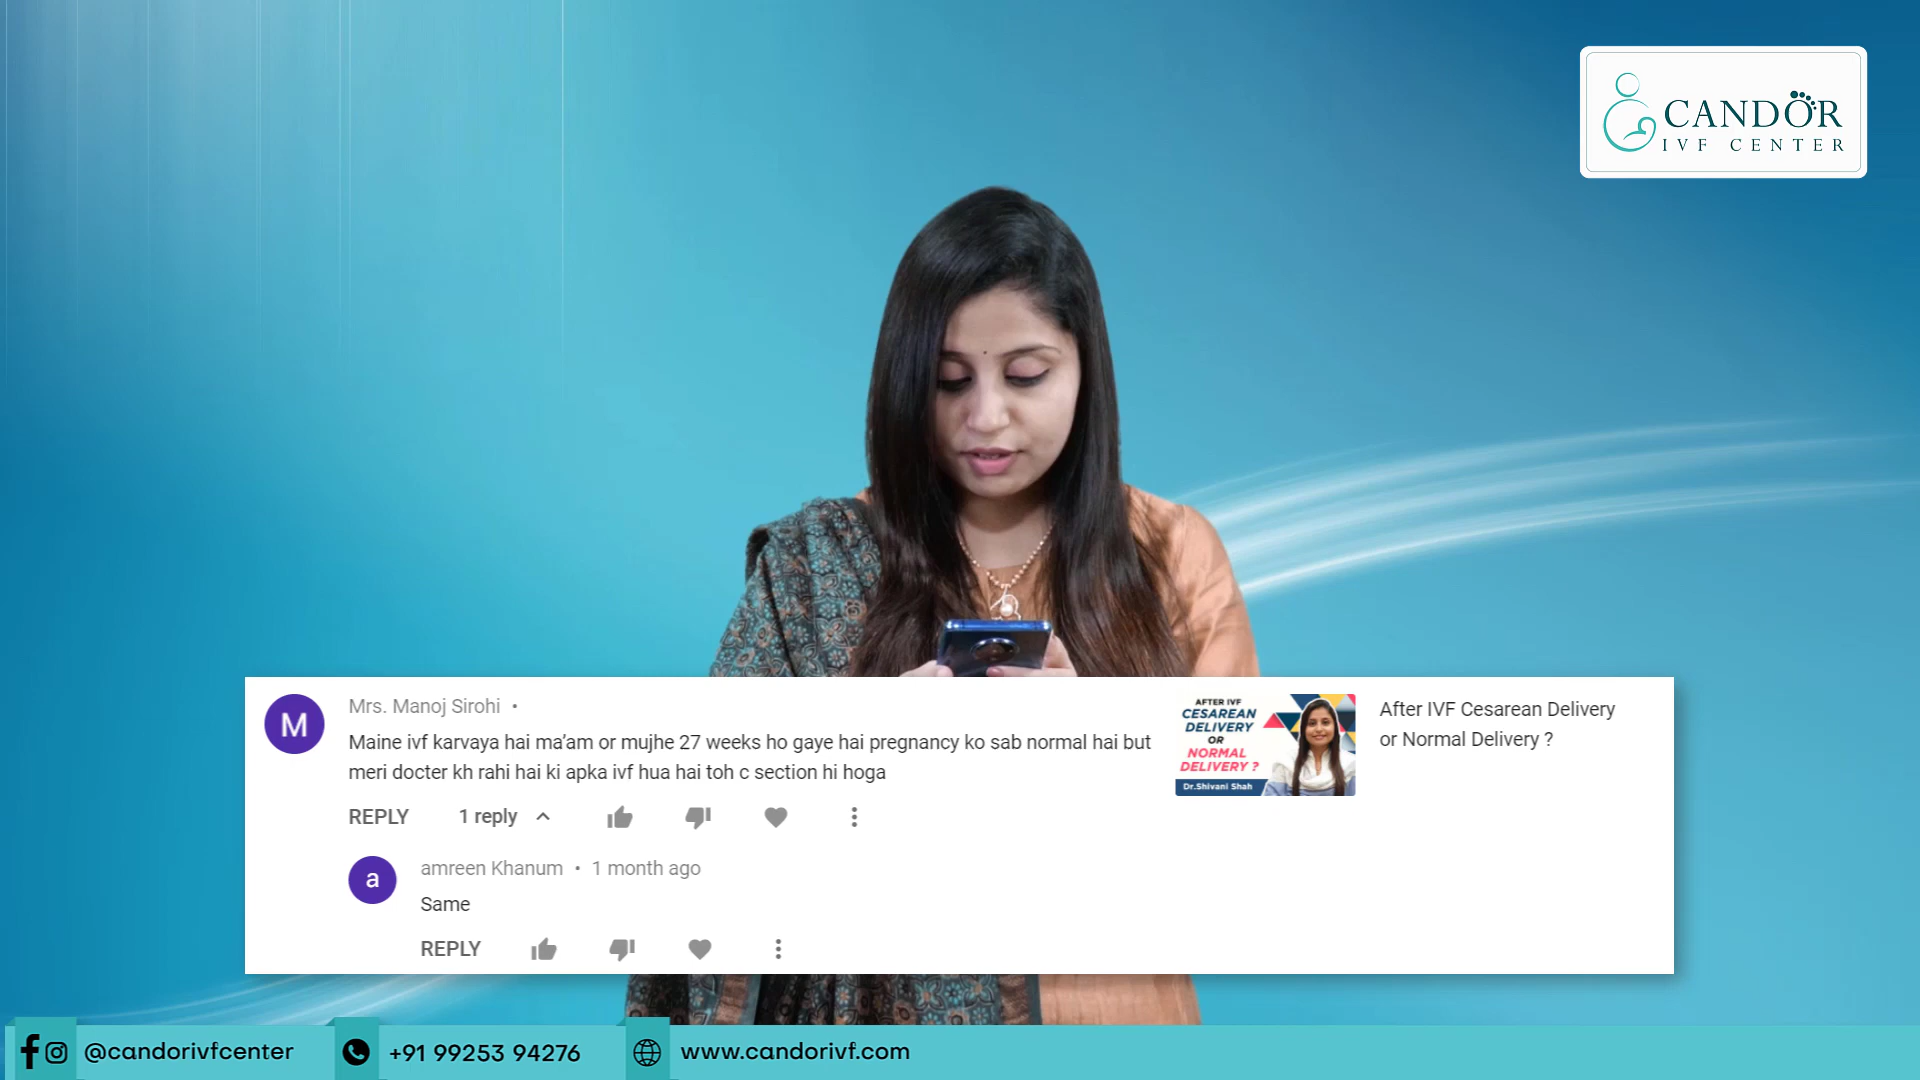 CANDOR
IVF CENTER
M
Mrs. Manoj Sirohi •
Maine ivf karvaya hai ma'am or mujhe 27 weeks ho gaye hai pregnancy ko sab normal hai but
meri docter kh rahi hai ki apka ivf hua hai toh c section hi hoga
REPLY 1 reply
AFTER IVF
CESAREAN
DELIVERY
OR
NORMAL
DELIVERY ?
Dr.Shivani Shah
After IVF Cesarean Delivery
or Normal Delivery ?
a
amreen Khanum • 1 month ago
Same
REPLY
@candorivfcenter +91 99253 94276 www.candorivf.com